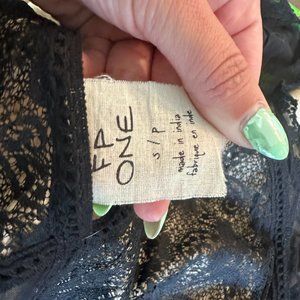 FP
ONE
s / p
made in india
fabriqué en inde